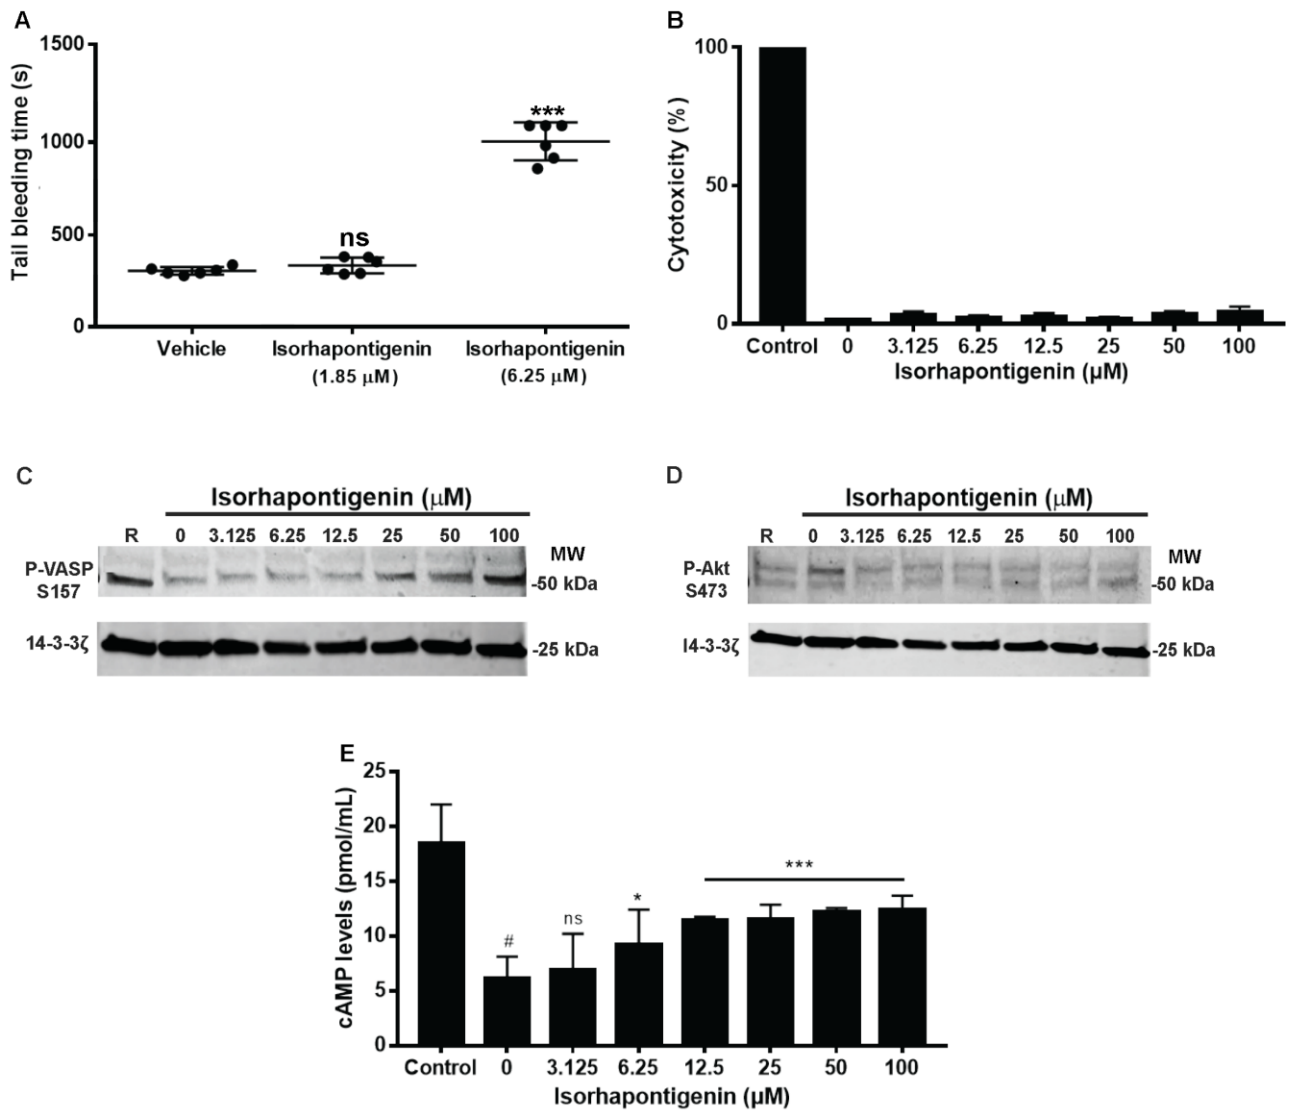 A
Tail bleeding time (s)
1500
1000
500
0
ns
***
Vehicle
Isorhapontigenin
(1.85 μM)
Isorhapontigenin
(6.25 μM)
B
Cytotoxicity (%)
100
50
0
Control 0 3.125 6.25 12.5 25 50 100
Isorhapontigenin (μM)
C
Isorhapontigenin (μM)
R 0 3.125 6.25 12.5 25 50 100
MW
P-VASP
S157
-50 kDa
14-3-3ζ
-25 kDa
D
Isorhapontigenin (μM)
R 0 3.125 6.25 12.5 25 50 100
MW
P-Akt
S473
-50 kDa
I4-3-3ζ
-25 kDa
E
cAMP levels (pmol/mL)
25
20
15
10
5
0
#
ns
*
***
Control 0 3.125 6.25 12.5 25 50 100
Isorhapontigenin (μM)